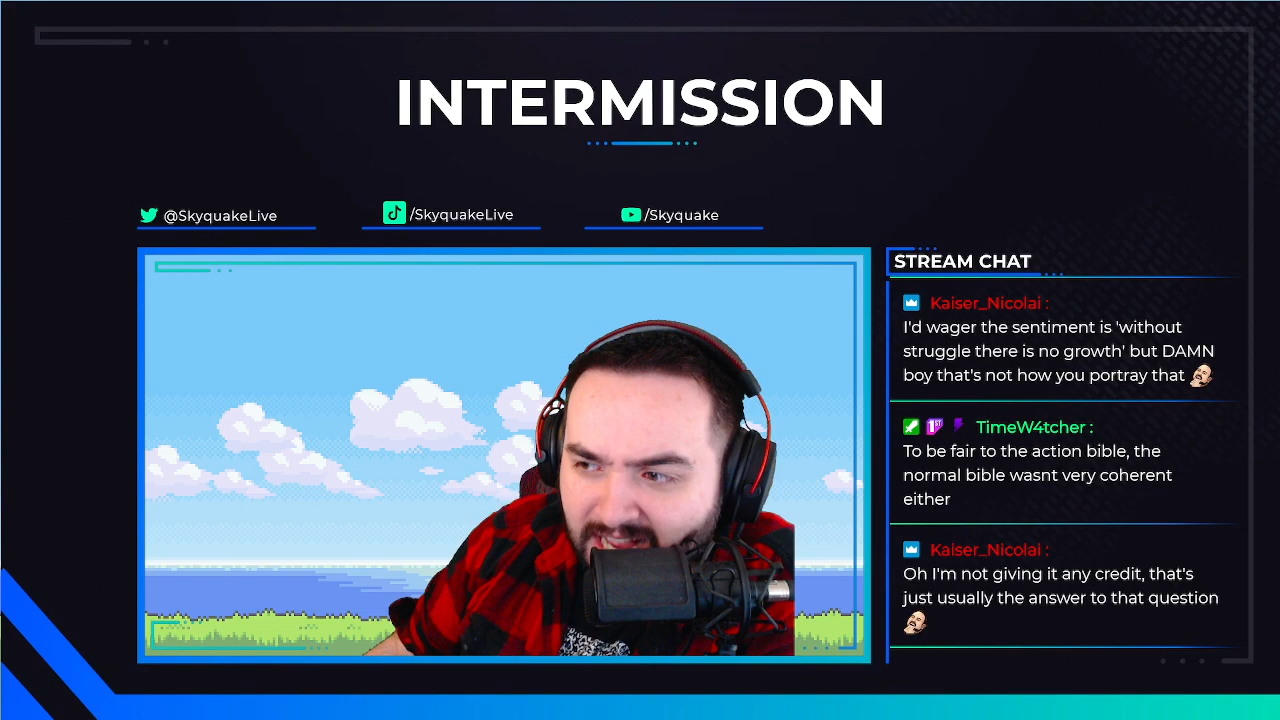 INTERMISSION
@SkyquakeLive
/SkyquakeLive
/Skyquake
STREAM CHAT
Kaiser_Nicolai :
I'd wager the sentiment is 'without
struggle there is no growth' but DAMN
boy that's not how you portray that
1ST TimeW4tcher :
To be fair to the action bible, the
normal bible wasnt very coherent
either
Kaiser_Nicolai :
Oh I'm not giving it any credit, that's
just usually the answer to that question